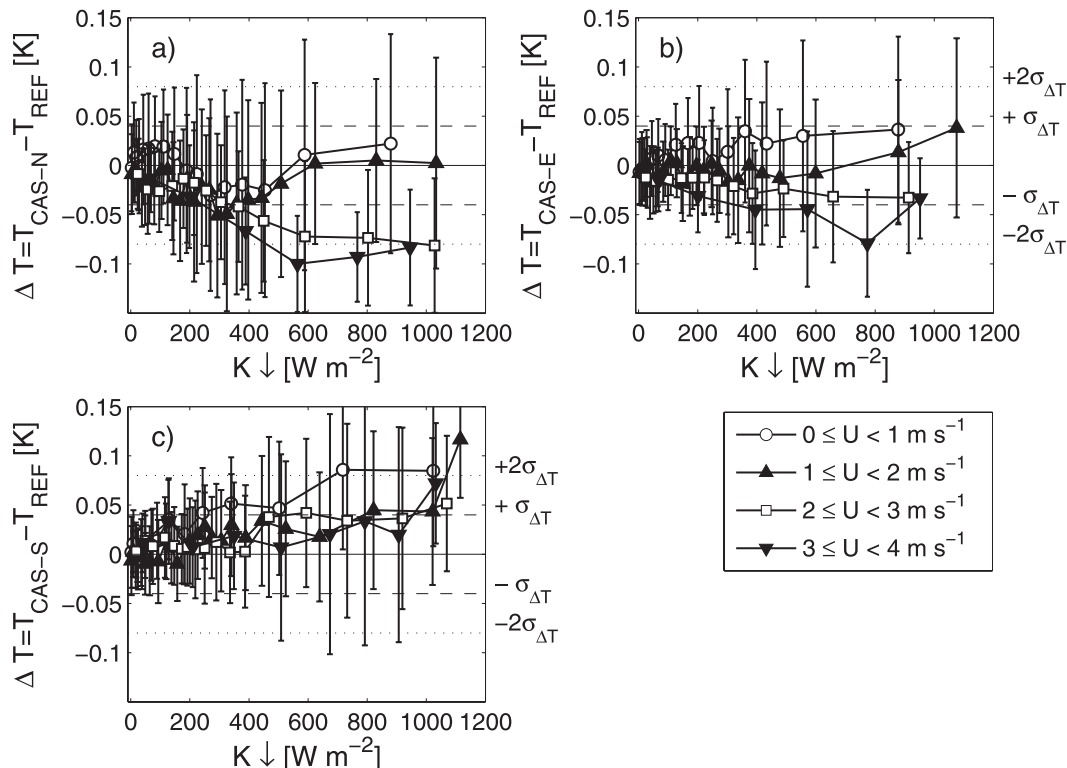 a)
Δ T=T_CAS−N−T_REF [K]
0.15
0.1
0.05
0
−0.05
−0.1
0 200 400 600 800 1000 1200
K ↓ [W m⁻²]
b)
Δ T=T_CAS−E−T_REF [K]
0.15
0.1
0.05
0
−0.05
−0.1
+2σ_ΔT
+ σ_ΔT
− σ_ΔT
−2σ_ΔT
0 200 400 600 800 1000 1200
K ↓ [W m⁻²]
c)
Δ T=T_CAS−S−T_REF [K]
0.15
0.1
0.05
0
−0.05
−0.1
+2σ_ΔT
+ σ_ΔT
− σ_ΔT
−2σ_ΔT
0 200 400 600 800 1000 1200
K ↓ [W m⁻²]
0 ≤ U < 1 m s⁻¹
1 ≤ U < 2 m s⁻¹
2 ≤ U < 3 m s⁻¹
3 ≤ U < 4 m s⁻¹